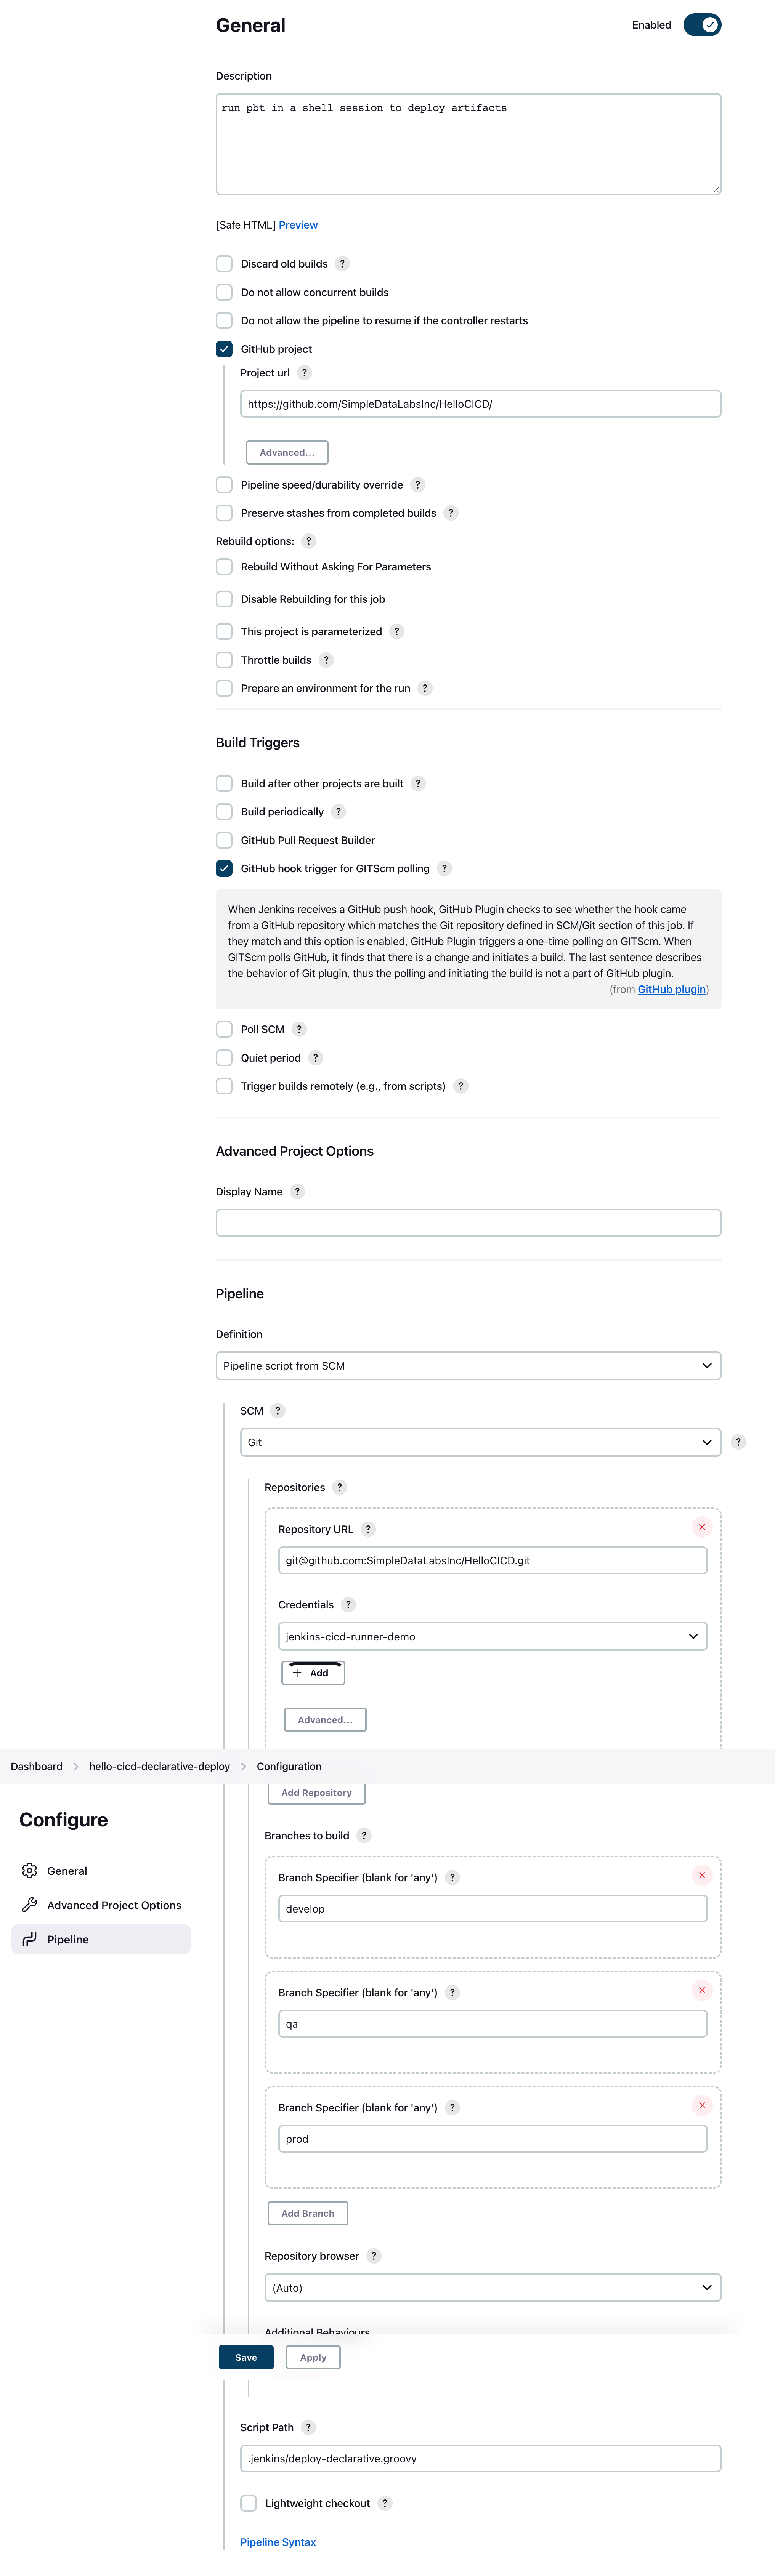 General
Enabled
Description
run pbt in a shell session to deploy artifacts
[Safe HTML] Preview
Discard old builds ?
Do not allow concurrent builds
Do not allow the pipeline to resume if the controller restarts
GitHub project
Project url ?
https://github.com/SimpleDataLabsInc/HelloCICD/
Advanced...
Pipeline speed/durability override ?
Preserve stashes from completed builds ?
Rebuild options: ?
Rebuild Without Asking For Parameters
Disable Rebuilding for this job
This project is parameterized ?
Throttle builds ?
Prepare an environment for the run ?
Build Triggers
Build after other projects are built ?
Build periodically ?
GitHub Pull Request Builder
GitHub hook trigger for GITScm polling ?
When Jenkins receives a GitHub push hook, GitHub Plugin checks to see whether the hook came
from a GitHub repository which matches the Git repository defined in SCM/Git section of this job. If
they match and this option is enabled, GitHub Plugin triggers a one-time polling on GITScm. When
GITScm polls GitHub, it finds that there is a change and initiates a build. The last sentence describes
the behavior of Git plugin, thus the polling and initiating the build is not a part of GitHub plugin.
(from GitHub plugin)
Poll SCM ?
Quiet period ?
Trigger builds remotely (e.g., from scripts) ?
Advanced Project Options
Display Name ?
Pipeline
Definition
Pipeline script from SCM
SCM ?
Git
?
Repositories ?
Repository URL ?
git@github.com:SimpleDataLabsInc/HelloCICD.git
Credentials ?
jenkins-cicd-runner-demo
+ Add
Advanced...
Dashboard > hello-cicd-declarative-deploy > Configuration
Add Repository
Configure
General
Advanced Project Options
Pipeline
Branches to build ?
Branch Specifier (blank for 'any') ?
develop
Branch Specifier (blank for 'any') ?
qa
Branch Specifier (blank for 'any') ?
prod
Add Branch
Repository browser ?
(Auto)
Additional Behaviours
Save
Apply
Script Path ?
.jenkins/deploy-declarative.groovy
Lightweight checkout ?
Pipeline Syntax